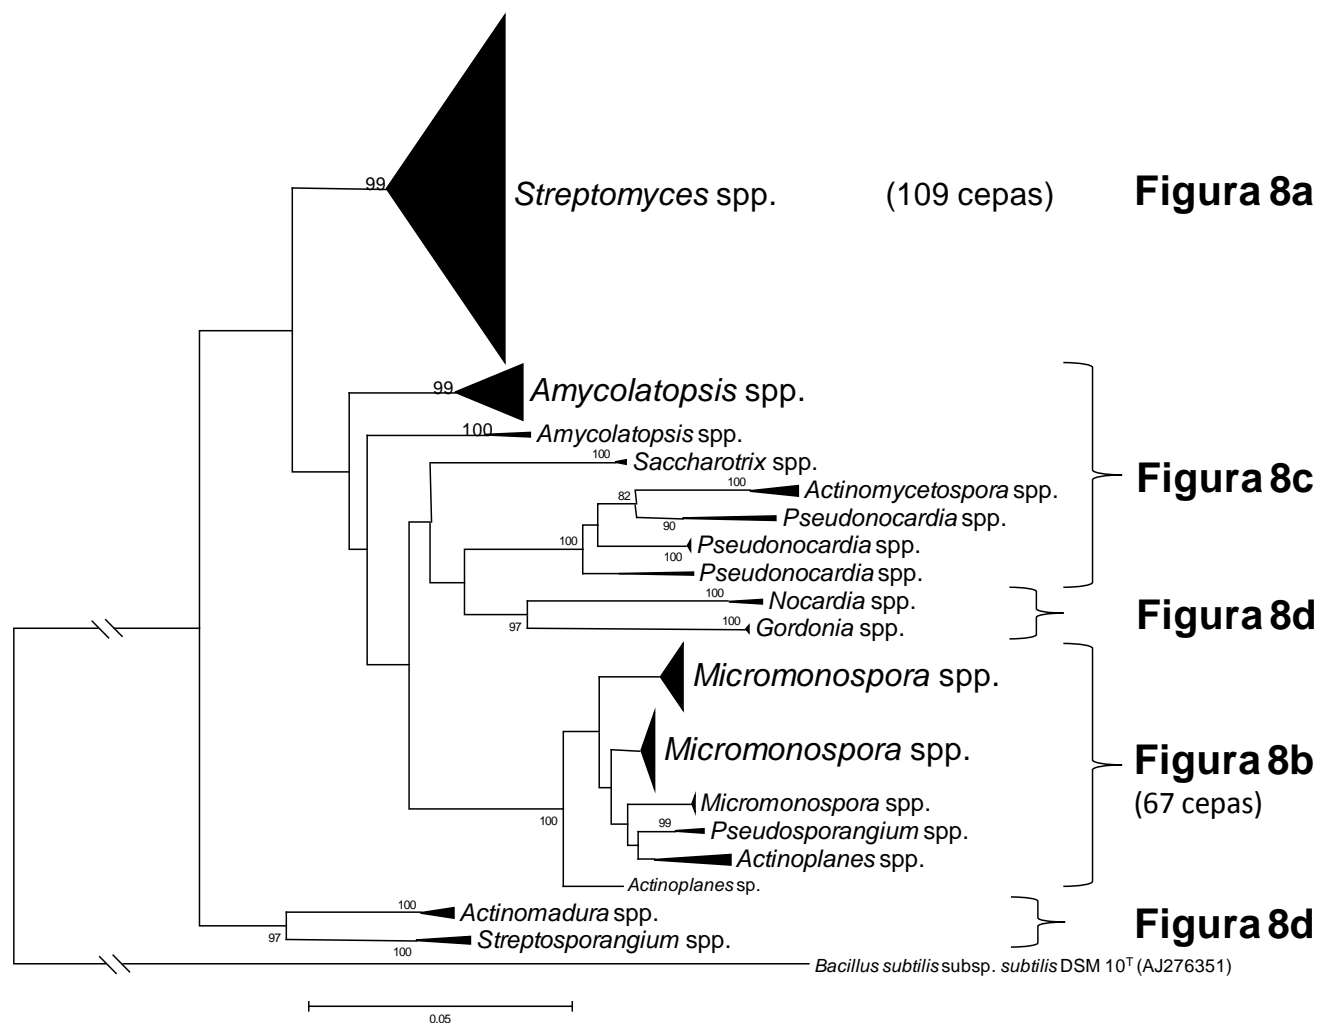 99
Streptomyces spp. (109 cepas) Figura 8a
99 Amycolatopsis spp.
100 Amycolatopsis spp.
100 Saccharotrix spp.
Figura 8c
100 Actinomycetospora spp.
82
90 Pseudonocardia spp.
100
100 Pseudonocardia spp.
Pseudonocardia spp.
100 Nocardia spp.
Figura 8d
97
100 Gordonia spp.
Micromonospora spp.
Micromonospora spp.
Figura 8b
(67 cepas)
Micromonospora spp.
100
99 Pseudosporangium spp.
Actinoplanes spp.
Actinoplanes sp.
100 Actinomadura spp.
Figura 8d
97
100 Streptosporangium spp.
Bacillus subtilis subsp. subtilis DSM 10T (AJ276351)
0.05